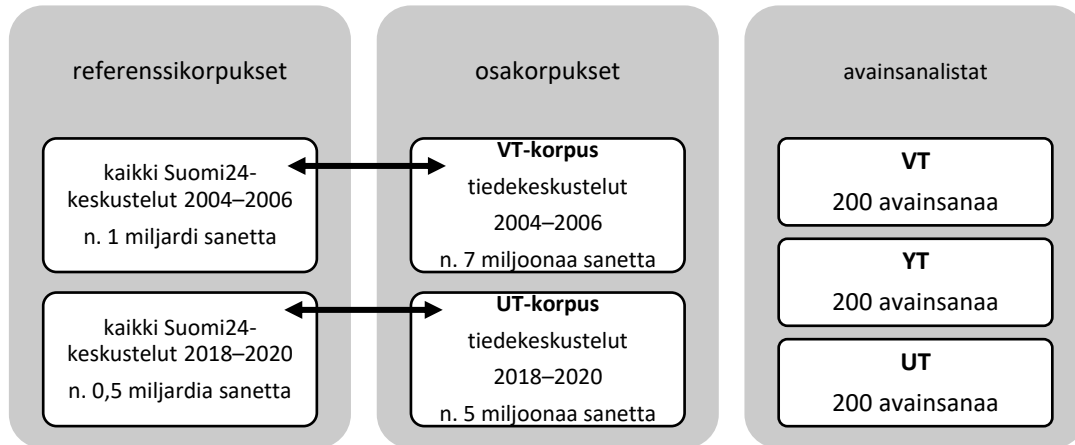 referenssikorpukset
kaikki Suomi24-
keskustelut 2004–2006
n. 1 miljardi sanetta
kaikki Suomi24-
keskustelut 2018–2020
n. 0,5 miljardia sanetta
osakorpukset
VT-korpus
tiedekeskustelut
2004–2006
n. 7 miljoonaa sanetta
UT-korpus
tiedekeskustelut
2018–2020
n. 5 miljoonaa sanetta
avainsanalistat
VT
200 avainsanaa
YT
200 avainsanaa
UT
200 avainsanaa